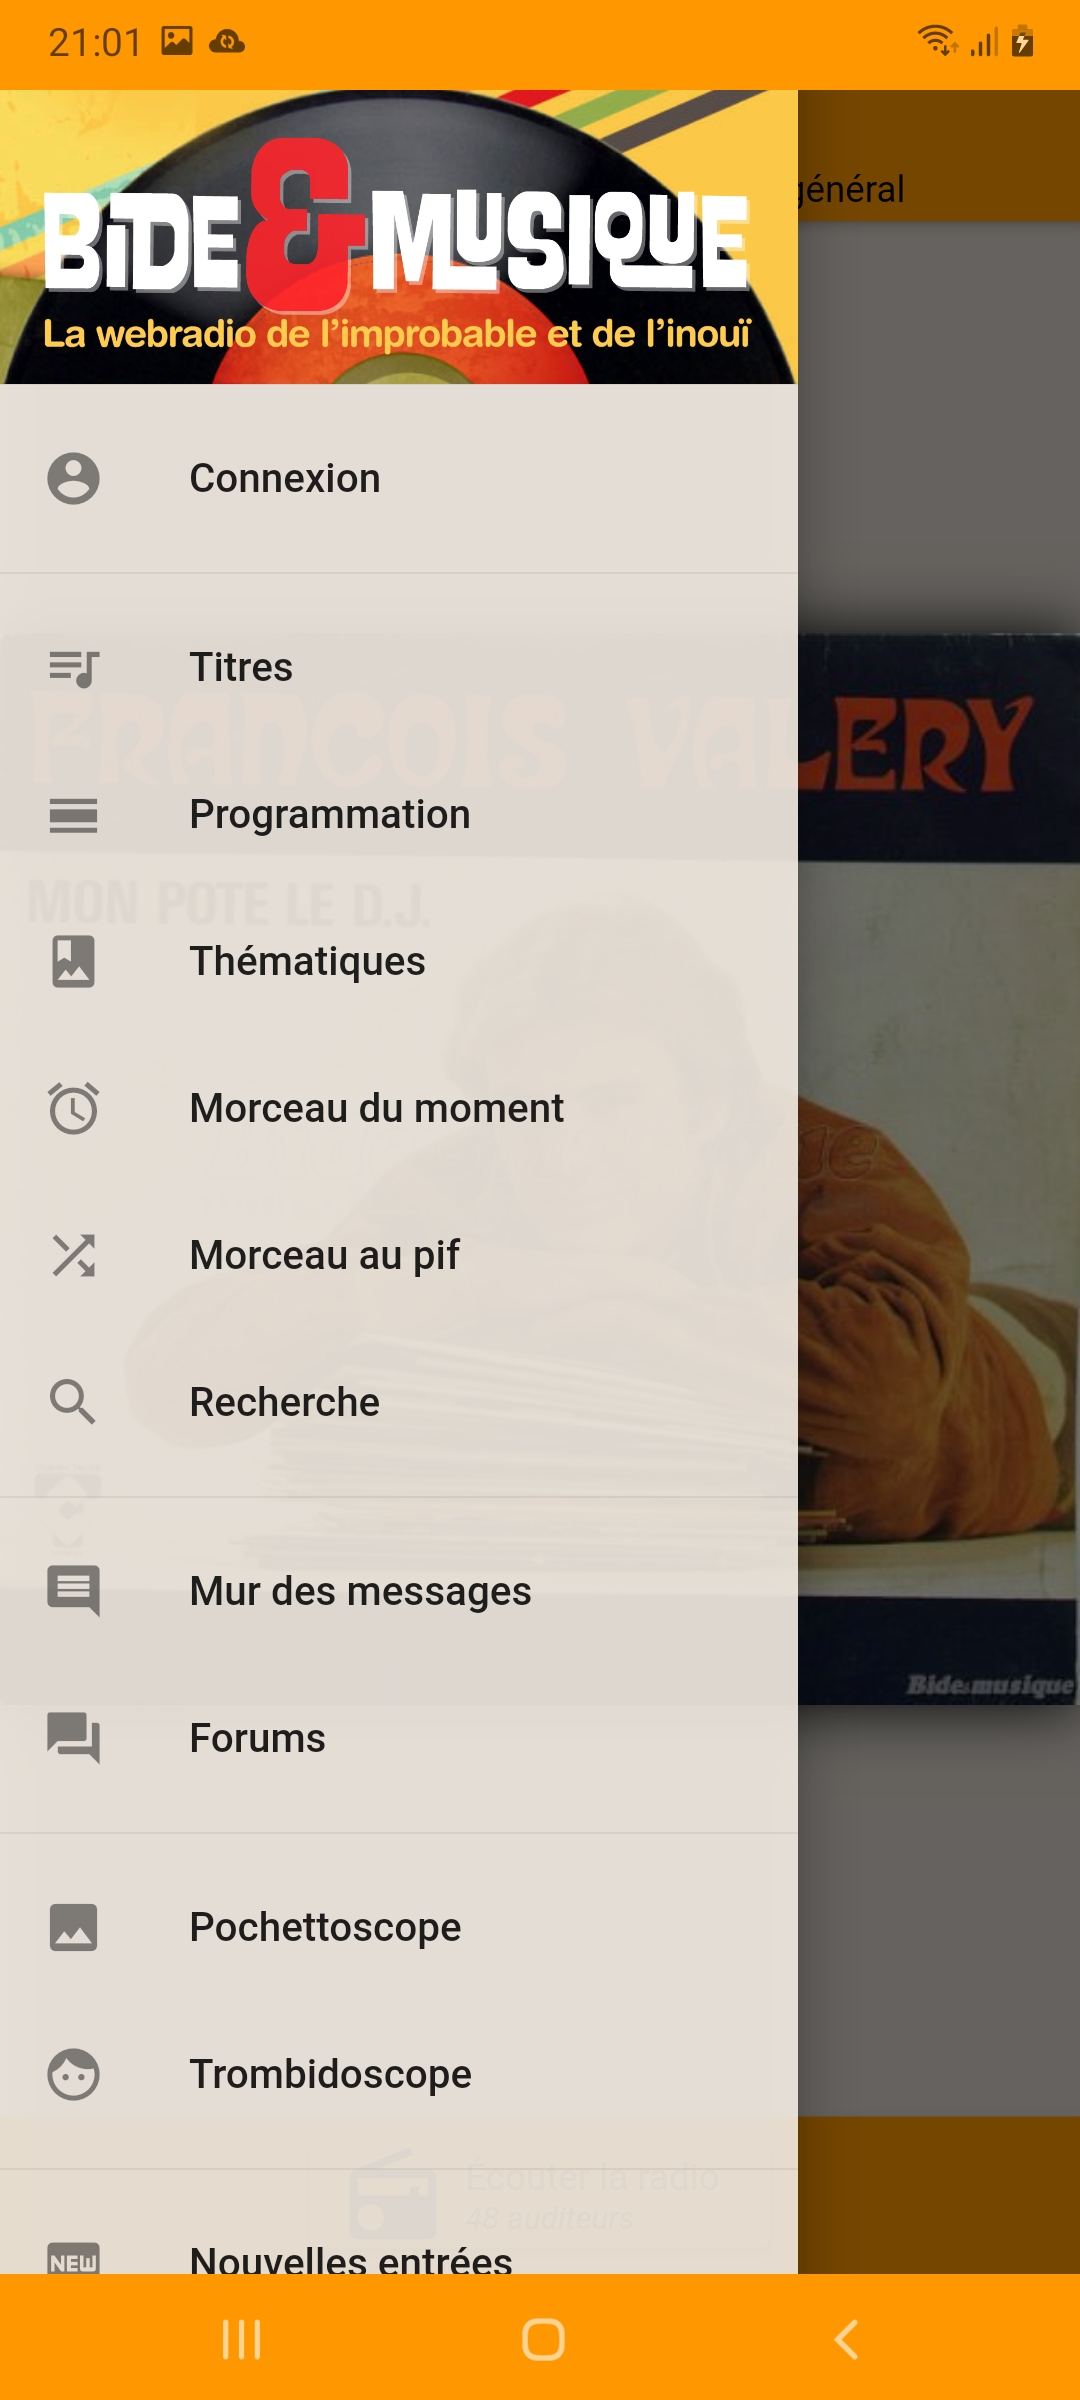 21:01
BIDE & MUSIQUE
La webradio de l'improbable et de l'inouï
général
Connexion
Titres
FRANCOIS VALERY
Programmation
MON POTE LE D.J.
Thématiques
Morceau du moment
Morceau au pif
Recherche
Mur des messages
Bide&musique
Forums
Pochettoscope
Trombidoscope
Écouter la radio
48 auditeurs
NEW Nouvelles entrées